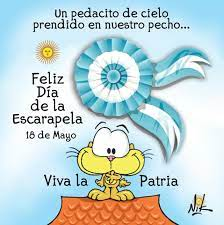 Un pedacito de cielo
prendido en nuestro pecho...
Feliz
Día
de la
Escarapela
18 de Mayo
Viva la Patria
NIK